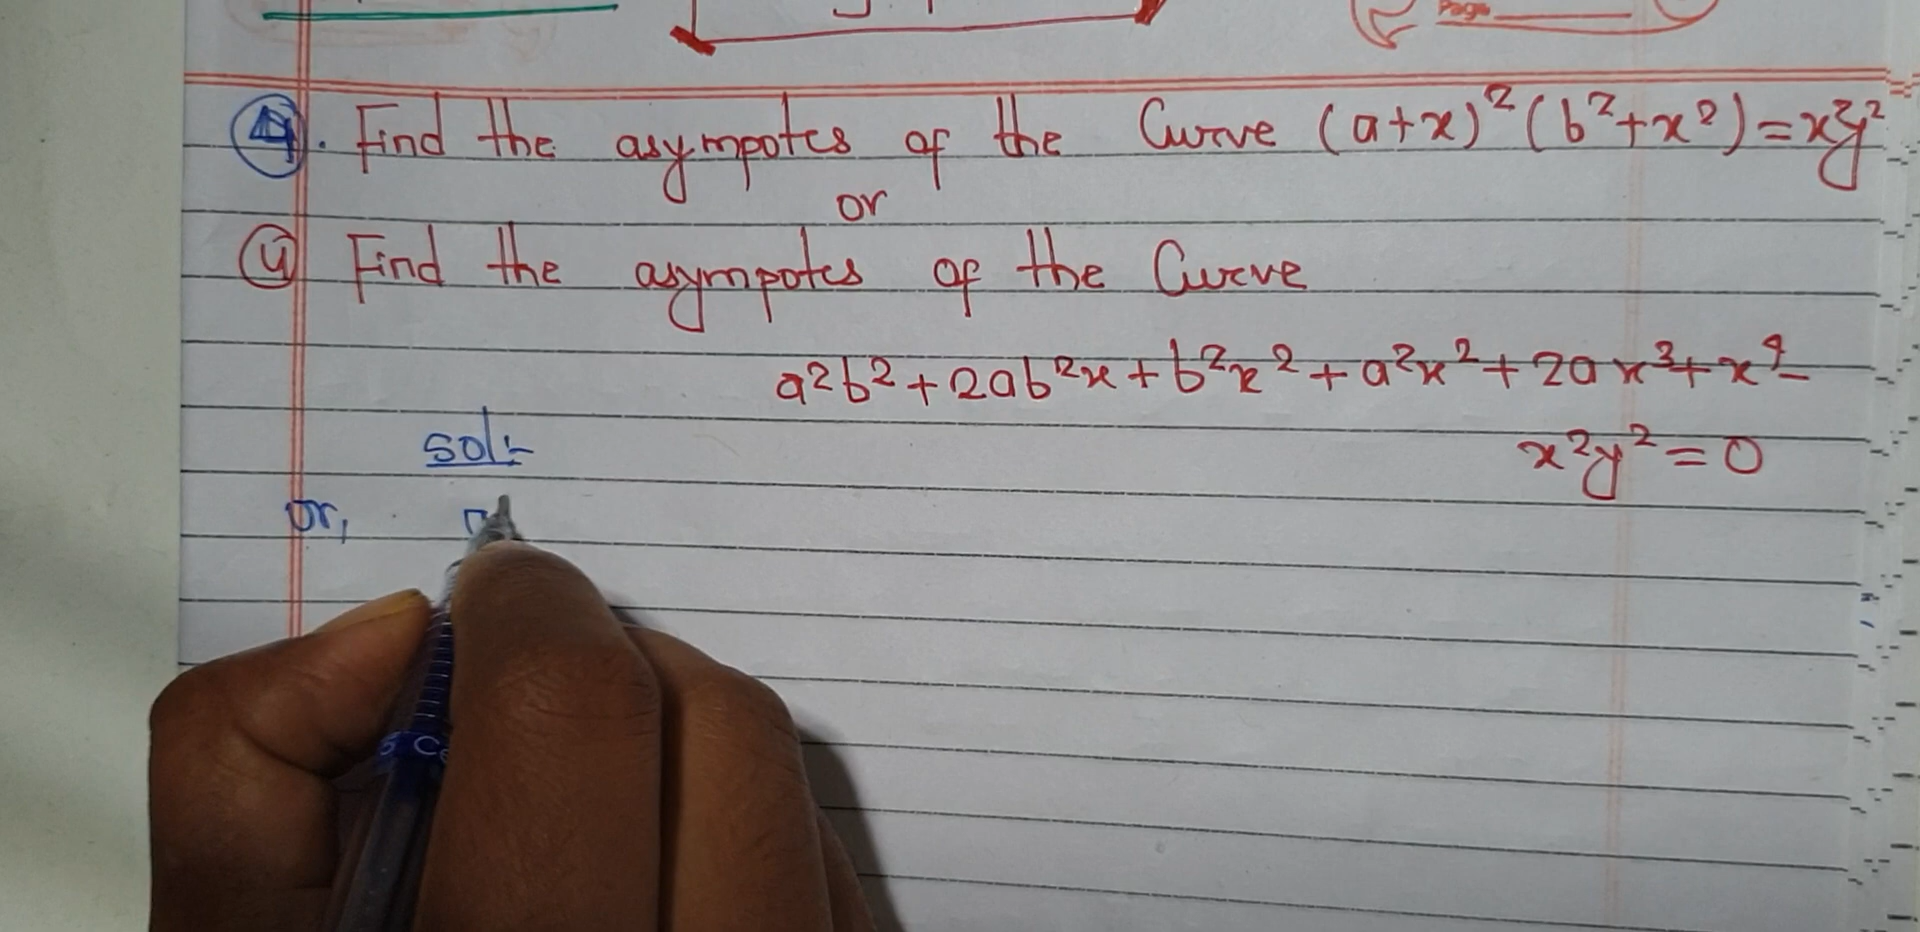 Page
4. Find the asympotes of the Curve (a+x)²(b²+x²)=x²y²
or
4 Find the asympotes of the Curve
a²b²+2ab²x+b²x²+a²x²+2ax³+x⁴-
x²y²=0
Sol:-
or,